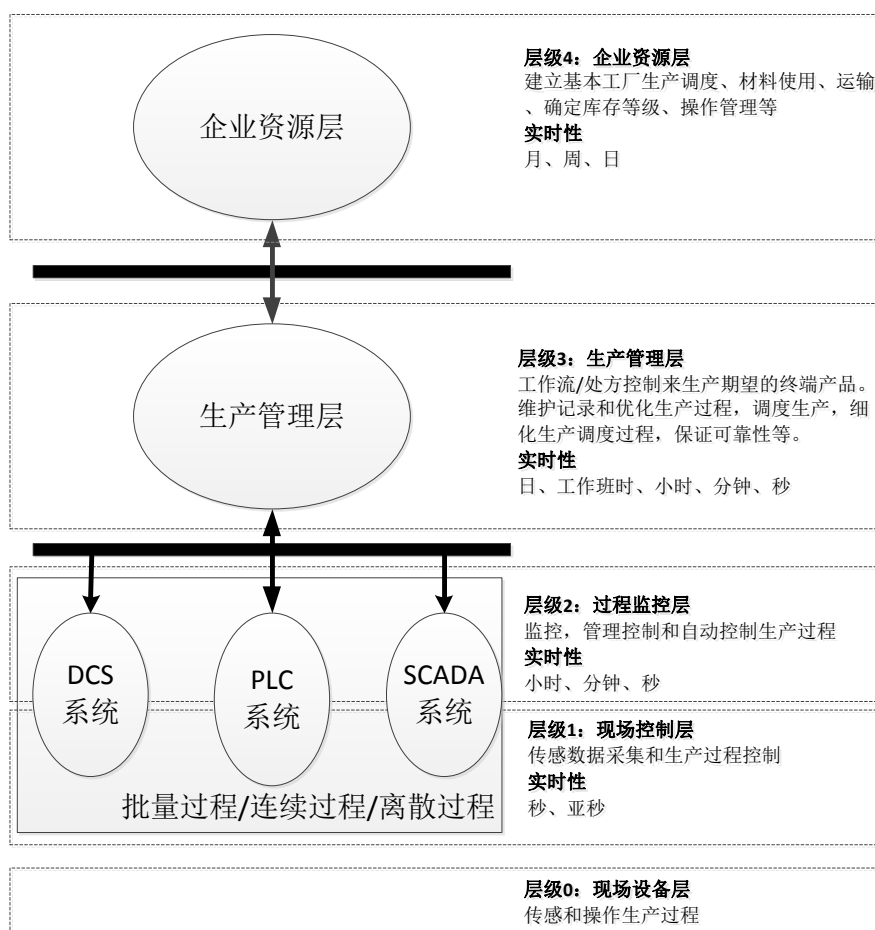 企业资源层
层级4：企业资源层
建立基本工厂生产调度、材料使用、运输
、确定库存等级、操作管理等
实时性
月、周、日
生产管理层
层级3：生产管理层
工作流/处方控制来生产期望的终端产品。
维护记录和优化生产过程，调度生产，细
化生产调度过程，保证可靠性等。
实时性
日、工作班时、小时、分钟、秒
DCS
系统
PLC
系统
SCADA
系统
层级2：过程监控层
监控，管理控制和自动控制生产过程
实时性
小时、分钟、秒
层级1：现场控制层
传感数据采集和生产过程控制
实时性
秒、亚秒
批量过程/连续过程/离散过程
层级0：现场设备层
传感和操作生产过程